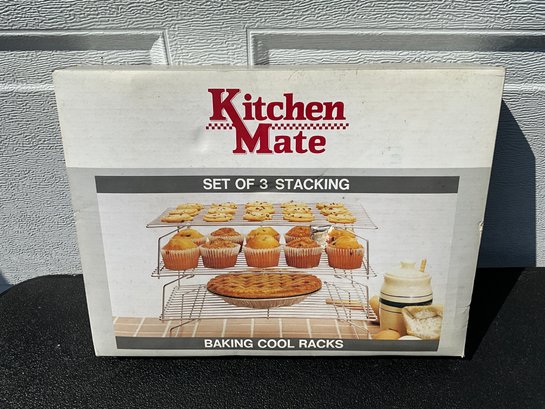 Kitchen
Mate
SET OF 3 STACKING
BAKING COOL RACKS